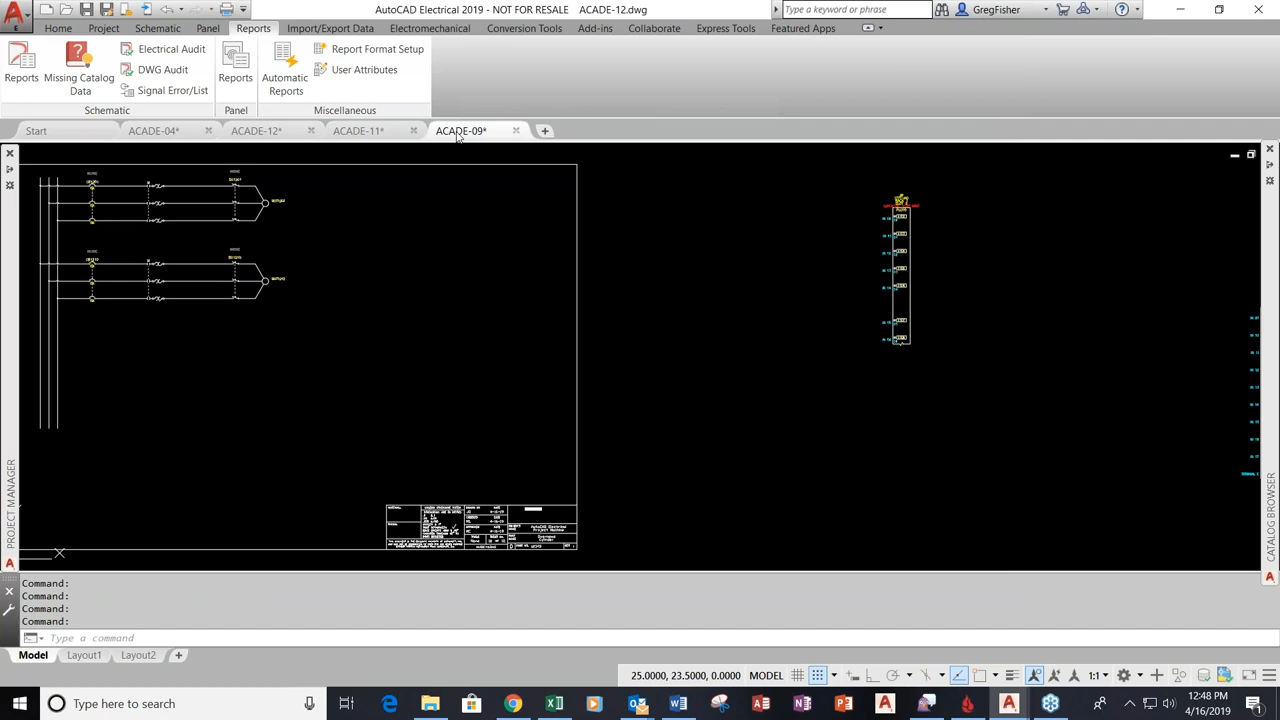 AutoCAD Electrical 2019 - NOT FOR RESALE ACADE-12.dwg
Type a keyword or phrase
GregFisher
Home Project Schematic Panel Reports Import/Export Data Electromechanical Conversion Tools Add-ins Collaborate Express Tools Featured Apps
Reports
Missing Catalog
Data
Electrical Audit
DWG Audit
Signal Error/List
Reports
Automatic
Reports
Report Format Setup
User Attributes
Schematic Panel Miscellaneous
Start ACADE-04* ACADE-12* ACADE-11* ACADE-09*
PROJECT MANAGER
CATALOG BROWSER
Command:
Command:
Command:
Command:
Type a command
Model Layout1 Layout2
25.0000, 23.5000, 0.0000 MODEL 1:1
Type here to search
12:48 PM
4/16/2019